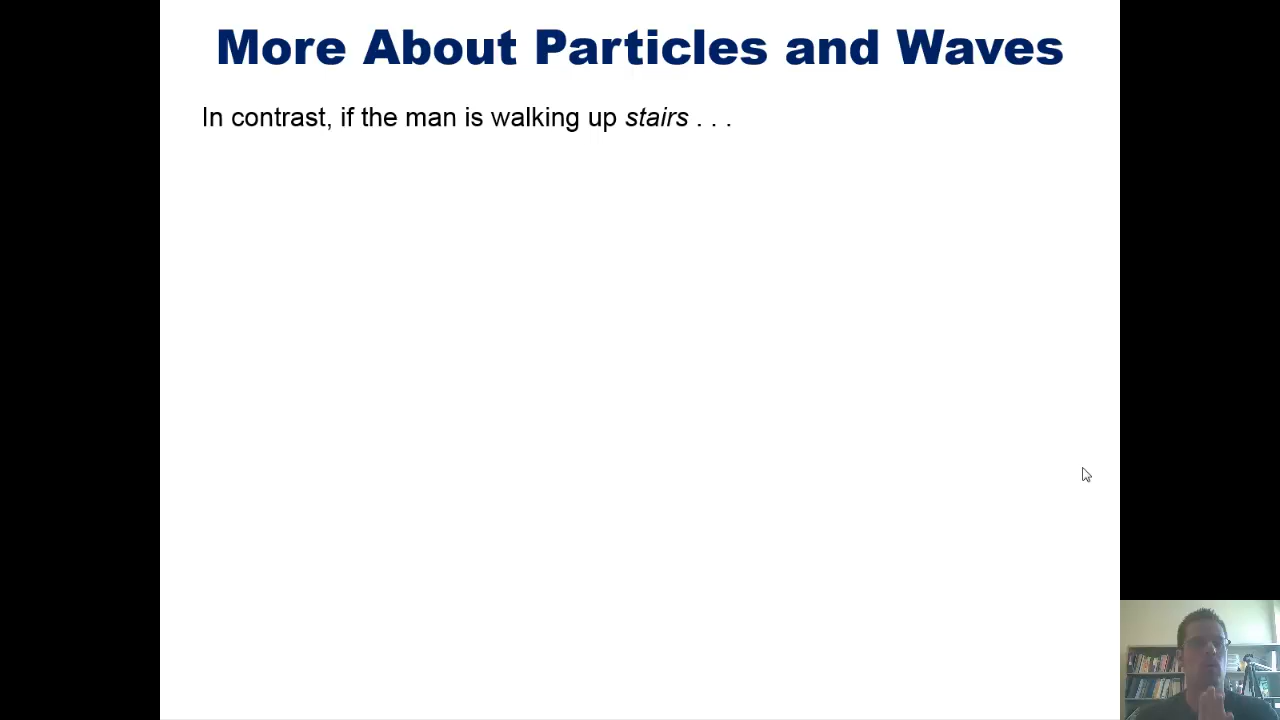 More About Particles and Waves
In contrast, if the man is walking up stairs . . .